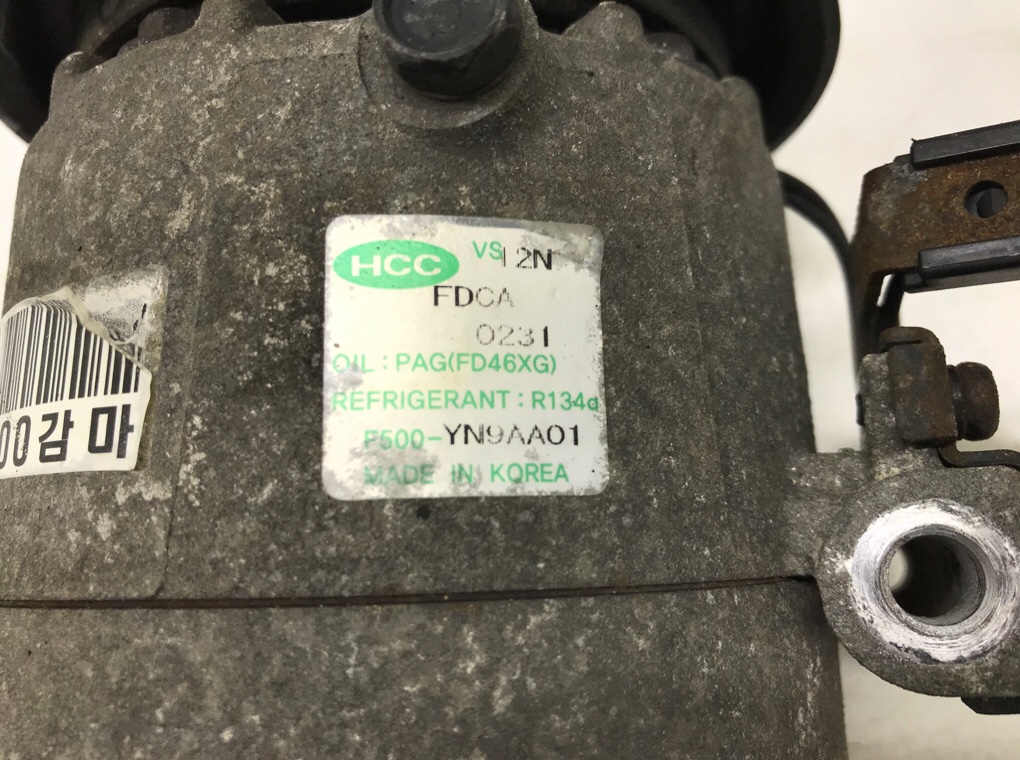 HCC VS12N
FDCA
0231
OIL : PAG(FD46XG)
REFRIGERANT : R134a
F500-YN9AA01
MADE IN KOREA
00감 마